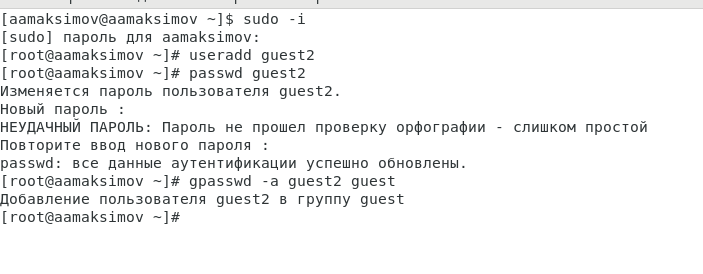 [aamaksimov@aamaksimov ~]$ sudo -i
[sudo] пароль для aamaksimov:
[root@aamaksimov ~]# useradd guest2
[root@aamaksimov ~]# passwd guest2
Изменяется пароль пользователя guest2.
Новый пароль :
НЕУДАЧНЫЙ ПАРОЛЬ: Пароль не прошел проверку орфографии - слишком простой
Повторите ввод нового пароля :
passwd: все данные аутентификации успешно обновлены.
[root@aamaksimov ~]# gpasswd -a guest2 guest
Добавление пользователя guest2 в группу guest
[root@aamaksimov ~]#